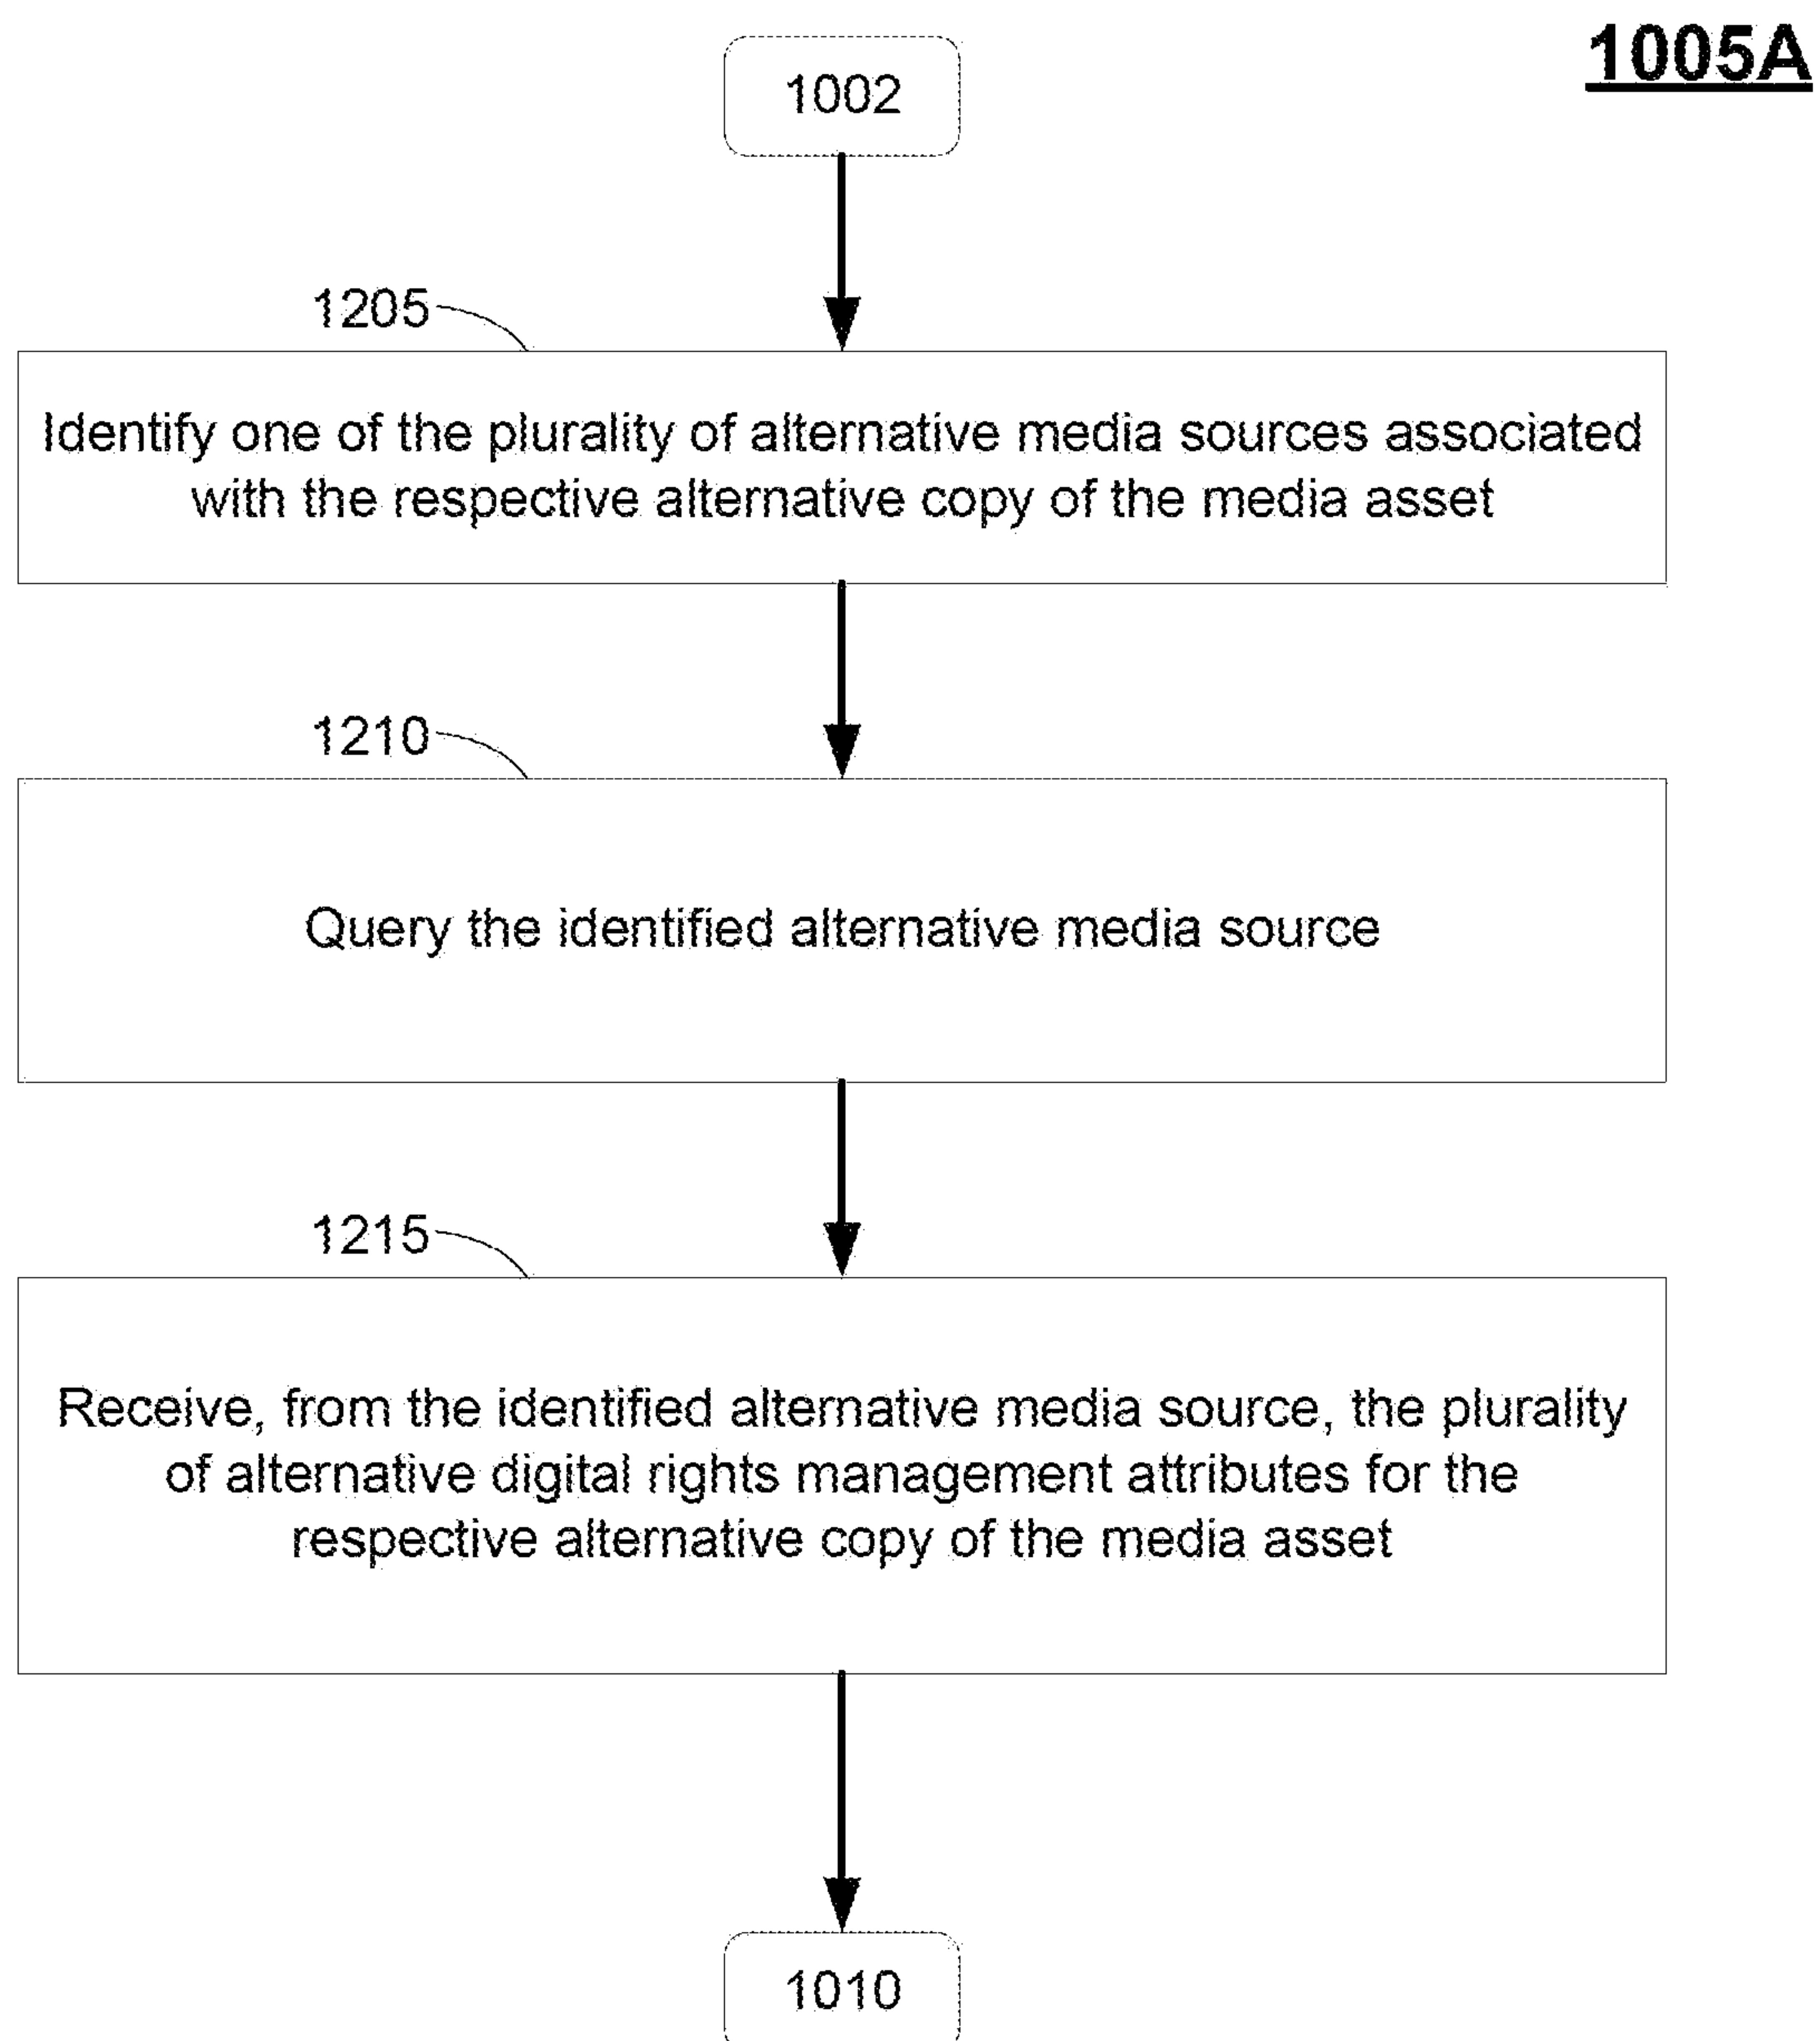 1005A
1002
1205
Identify one of the plurality of alternative media sources associated
with the respective alternative copy of the media asset
1210
Query the identified alternative media source
1215
Receive, from the identified alternative media source, the plurality
of alternative digital rights management attributes for the
respective alternative copy of the media asset
1010